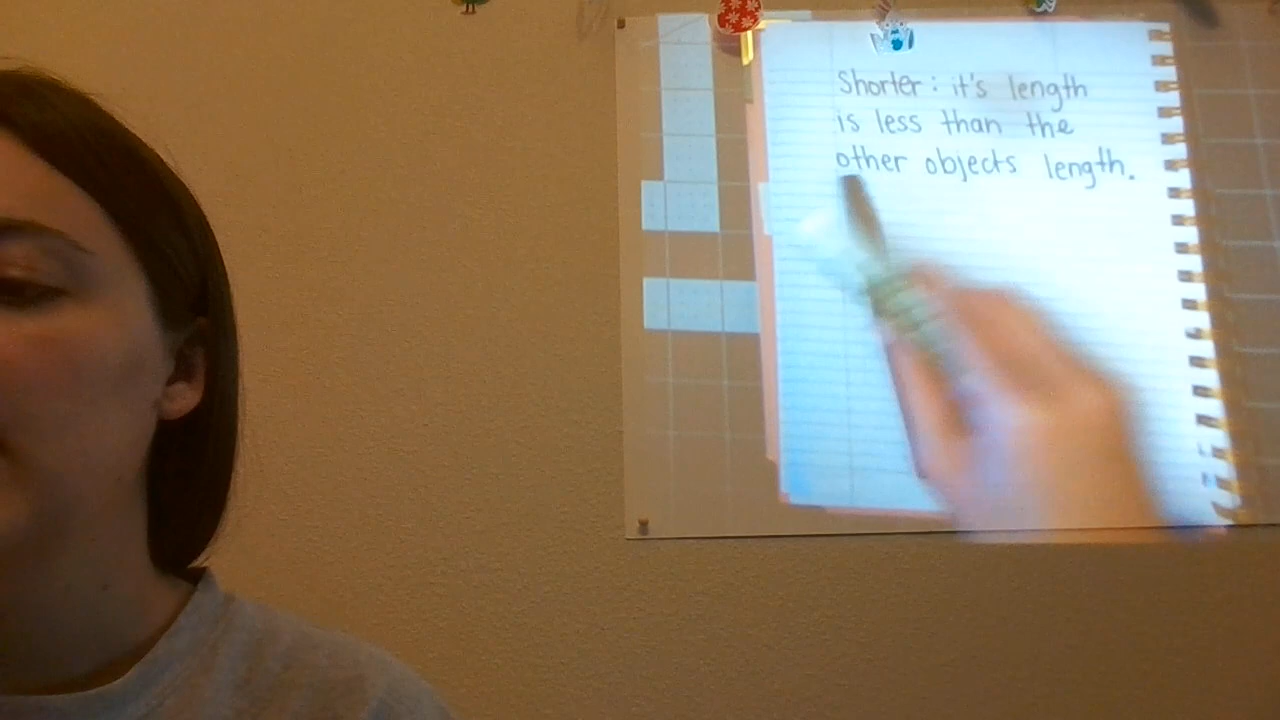 Shorter: it's length
is less than the
other objects length.